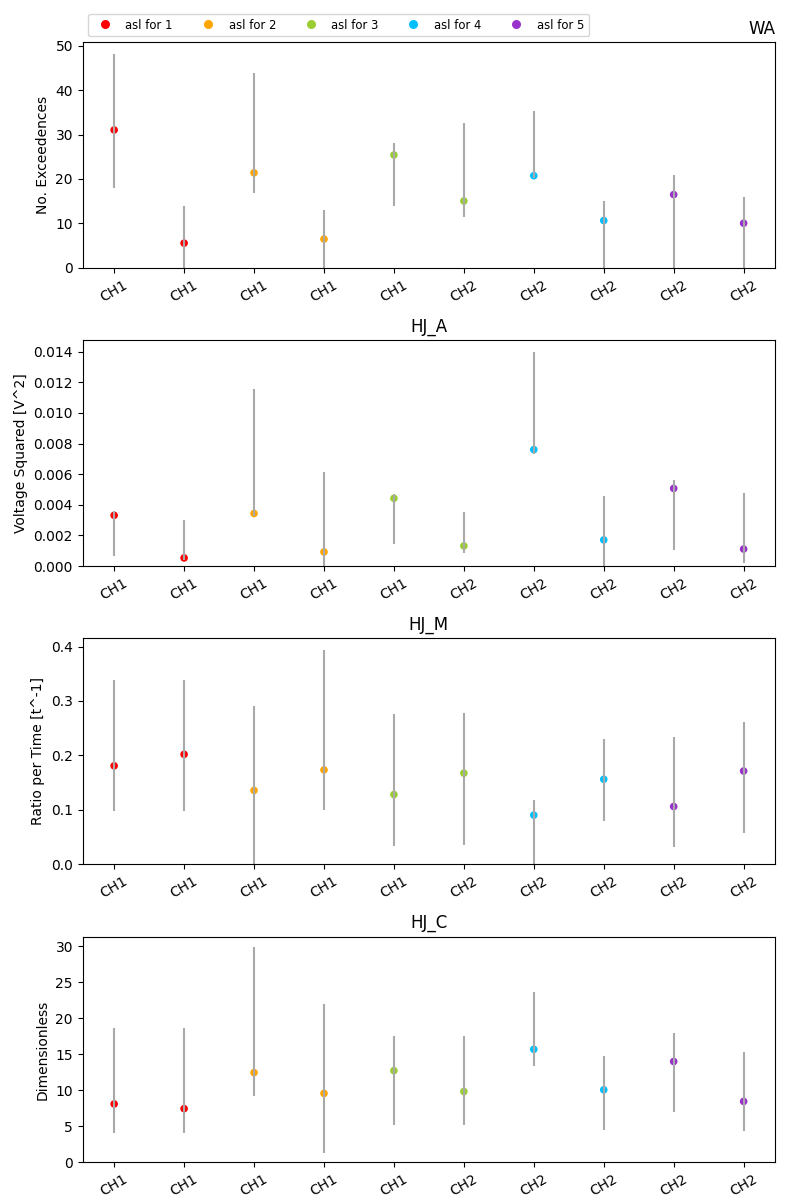 asl for 1 asl for 2 asl for 3 asl for 4 asl for 5
WA
No. Exceedences
50
40
30
20
10
0
CH1 CH1 CH1 CH1 CH1 CH2 CH2 CH2 CH2 CH2
HJ_A
Voltage Squared [V^2]
0.014
0.012
0.010
0.008
0.006
0.004
0.002
0.000
CH1 CH1 CH1 CH1 CH1 CH2 CH2 CH2 CH2 CH2
HJ_M
Ratio per Time [t^-1]
0.4
0.3
0.2
0.1
0.0
CH1 CH1 CH1 CH1 CH1 CH2 CH2 CH2 CH2 CH2
HJ_C
Dimensionless
30
25
20
15
10
5
0
CH1 CH1 CH1 CH1 CH1 CH2 CH2 CH2 CH2 CH2